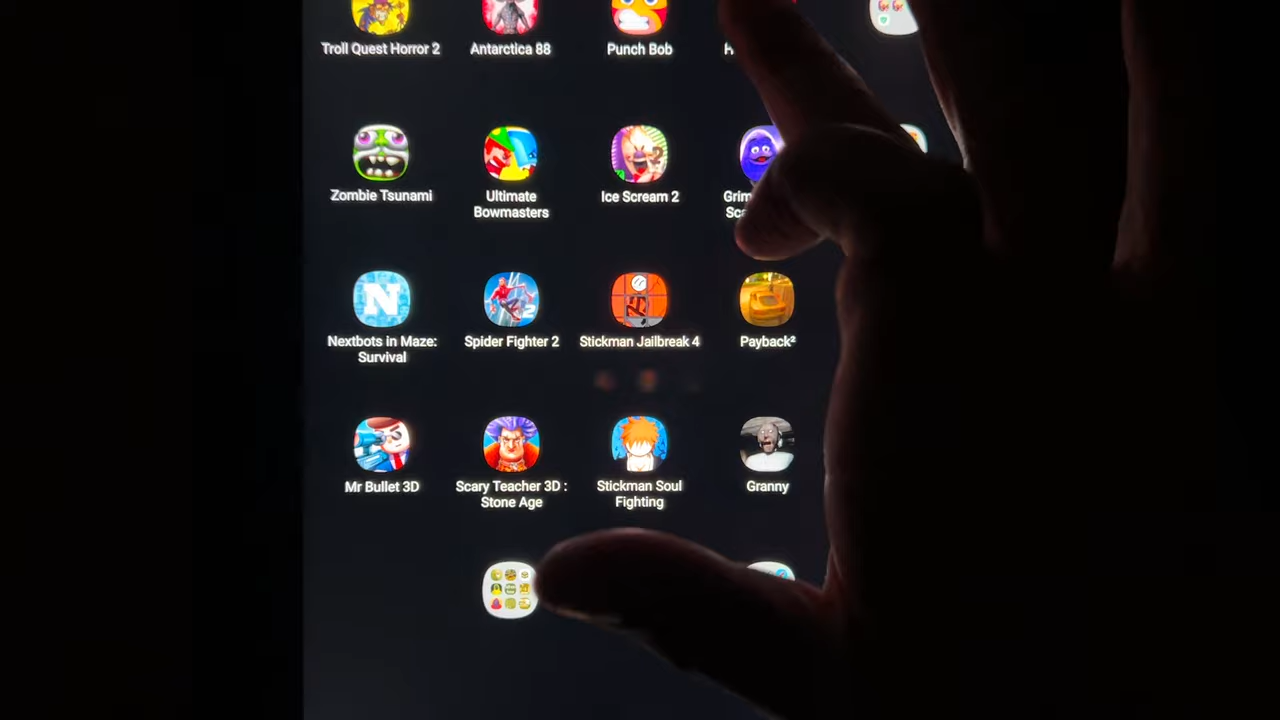 Troll Quest Horror 2
Antarctica 88
Punch Bob
Zombie Tsunami
Ultimate
Bowmasters
Ice Scream 2
N
Nextbots in Maze:
Survival
Spider Fighter 2
2
Stickman Jailbreak 4
Payback²
Mr Bullet 3D
Scary Teacher 3D :
Stone Age
Stickman Soul
Fighting
Granny